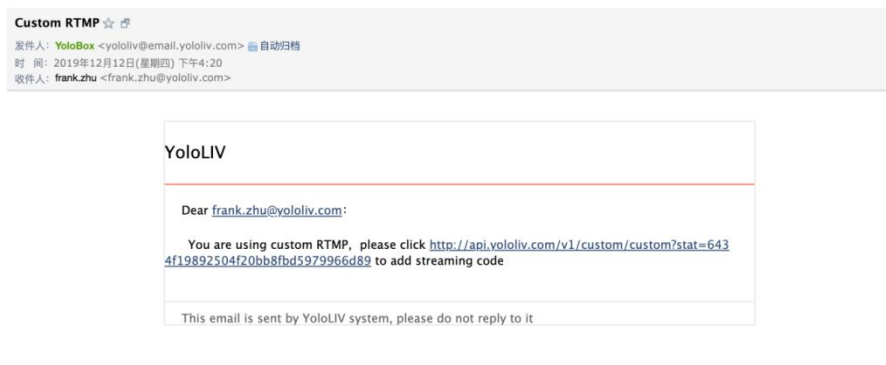 Custom RTMP
发件人：YoloBox <yololiv@email.yololiv.com> 自动归档
时 间：2019年12月12日(星期四) 下午4:20
收件人：frank.zhu <frank.zhu@yololiv.com>
YoloLIV
Dear frank.zhu@yololiv.com：
You are using custom RTMP, please click http://api.yololiv.com/v1/custom/custom?stat=643
4f19892504f20bb8fbd5979966d89 to add streaming code
This email is sent by YoloLIV system, please do not reply to it